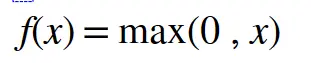 f(x) = max(0 , x)